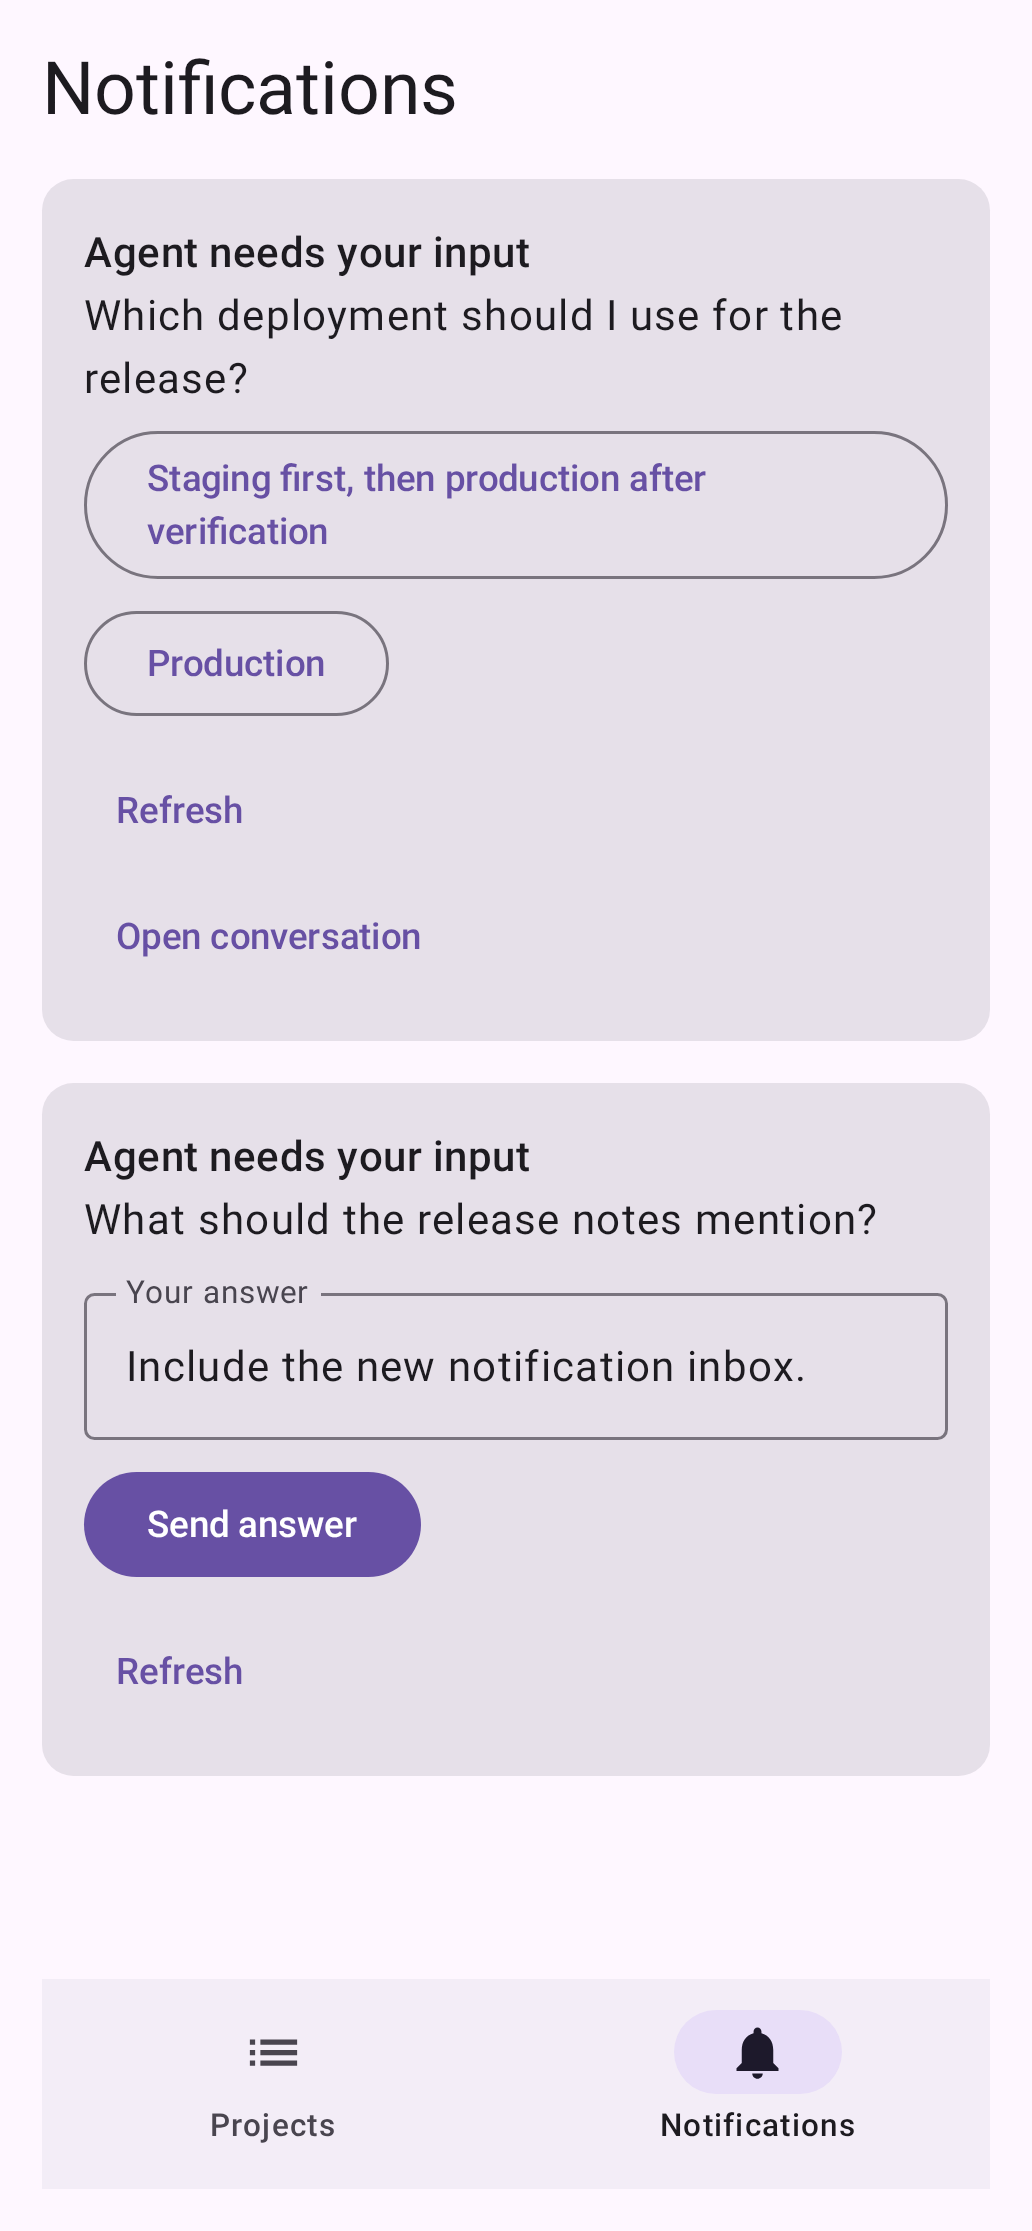 Notifications
Agent needs your input
Which deployment should I use for the
release?
Staging first, then production after
verification
Production
Refresh
Open conversation
Agent needs your input
What should the release notes mention?
Your answer
Include the new notification inbox.
Send answer
Refresh
Projects
Notifications